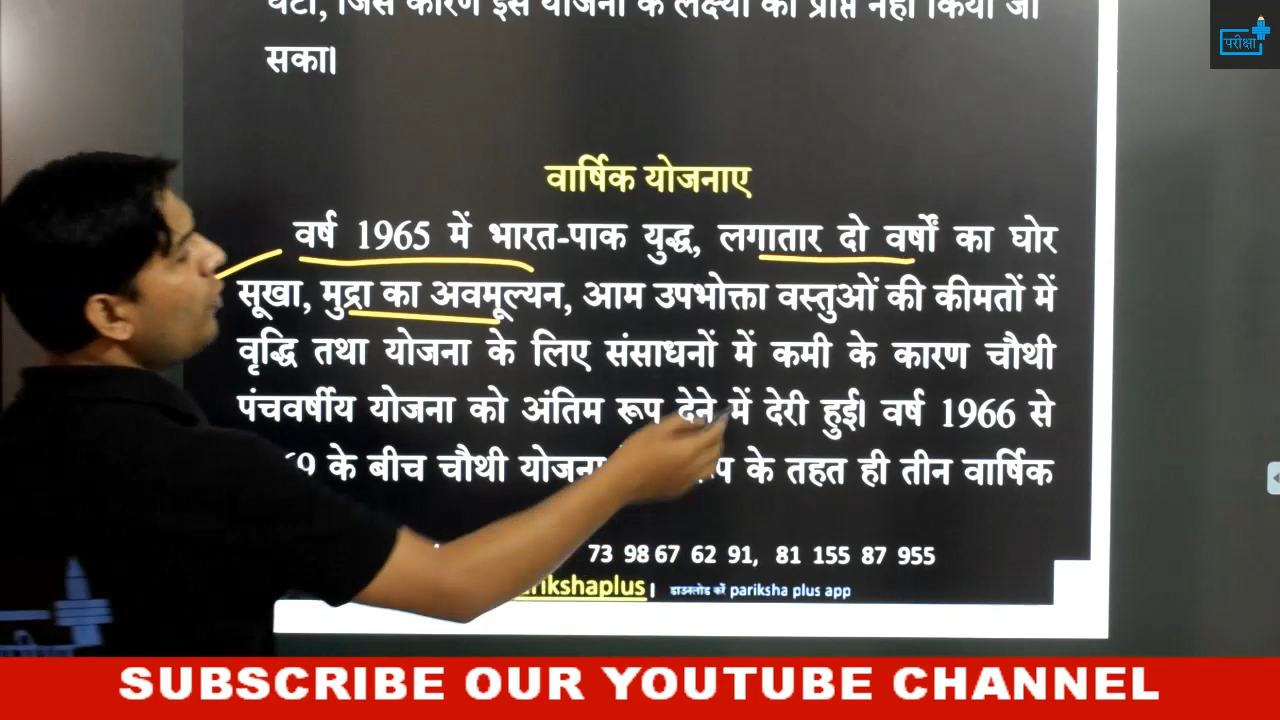 सका।
परीक्षा
वार्षिक योजनाए
वर्ष 1965 में भारत-पाक युद्ध, लगातार दो वर्षों का घोर
सूखा, मुद्रा का अवमूल्यन, आम उपभोक्ता वस्तुओं की कीमतों में
वृद्धि तथा योजना के लिए संसाधनों में कमी के कारण चौथी
पंचवर्षीय योजना को अंतिम रूप देने में देरी हुई। वर्ष 1966 से
के बीच चौथी योजना के तहत ही तीन वार्षिक
73 98 67 62 91, 81 155 87 955
डाउनलोड करें pariksha plus app
SUBSCRIBE OUR YOUTUBE CHANNEL